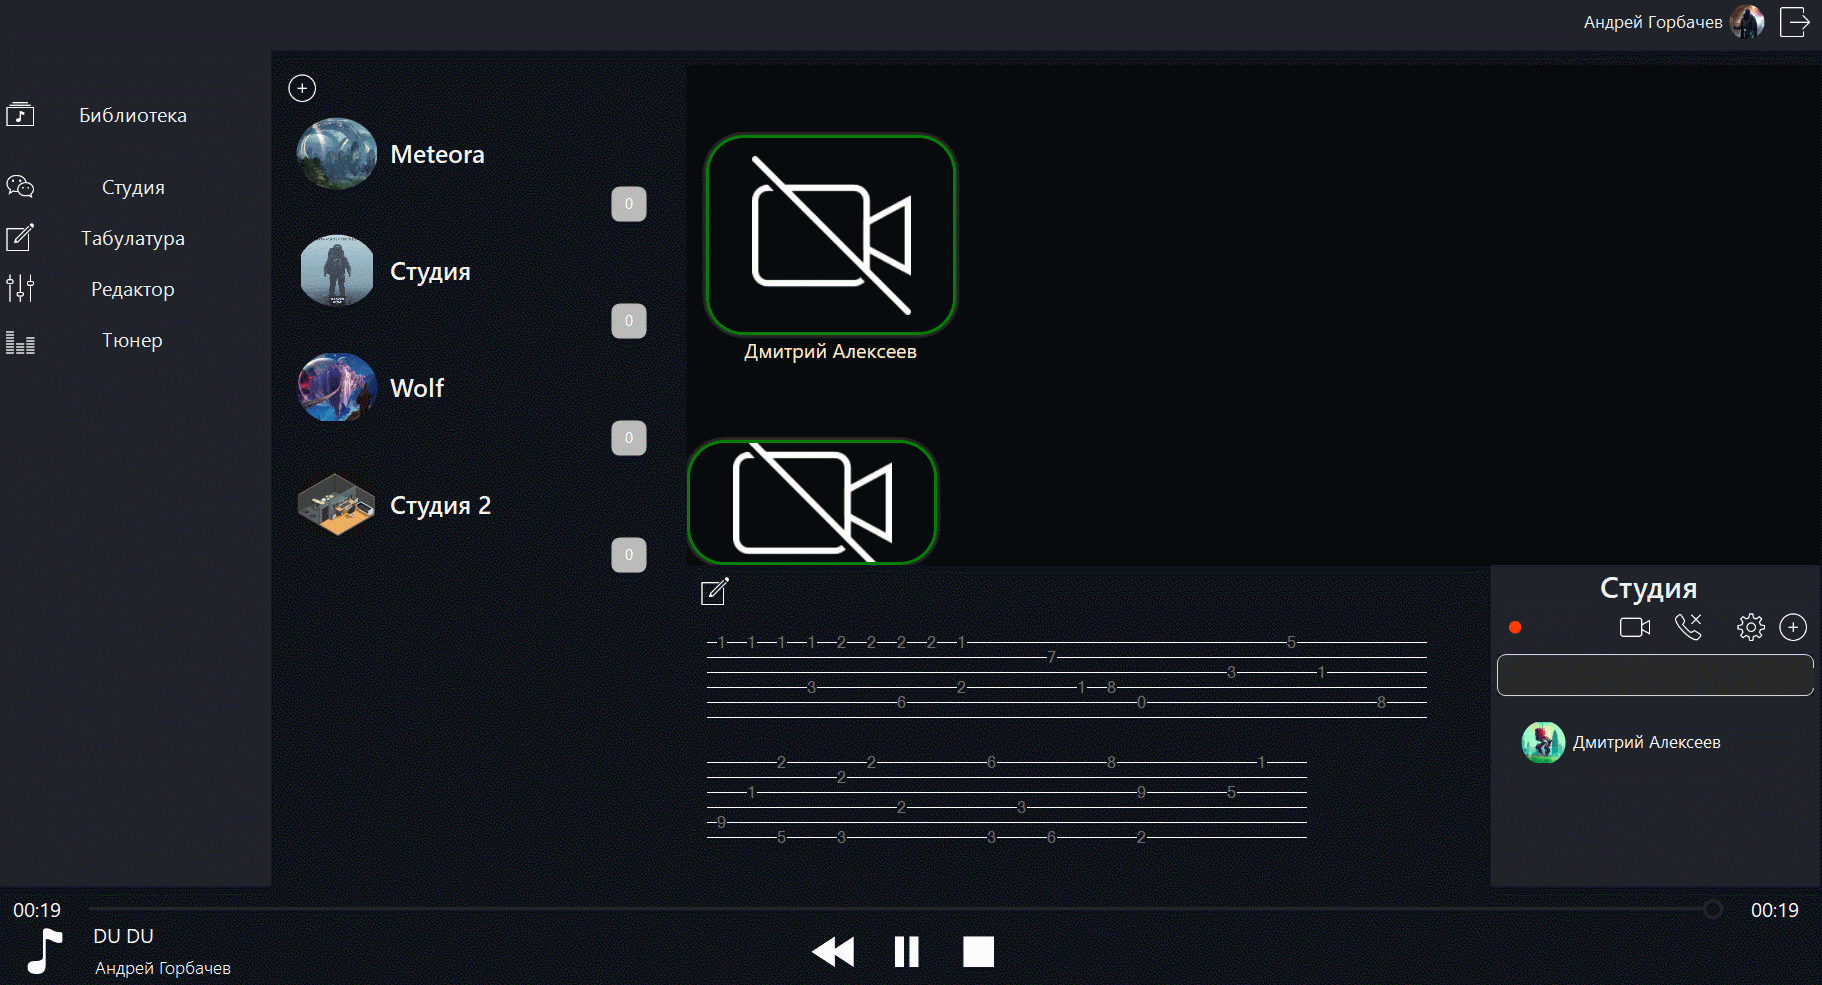 Андрей Горбачев
Библиотека
Студия
Табулатура
Редактор
Тюнер
Meteora
0
Студия
0
Wolf
0
Студия 2
0
Дмитрий Алексеев
1 1 1 1 2 2 2 2 1 5
7
3 1
3 2 1 8
6 0 8
2 2 6 8 1
2
1 9 5
2 3
9
5 3 3 6 2
Студия
Дмитрий Алексеев
00:19
00:19
DU DU
Андрей Горбачев